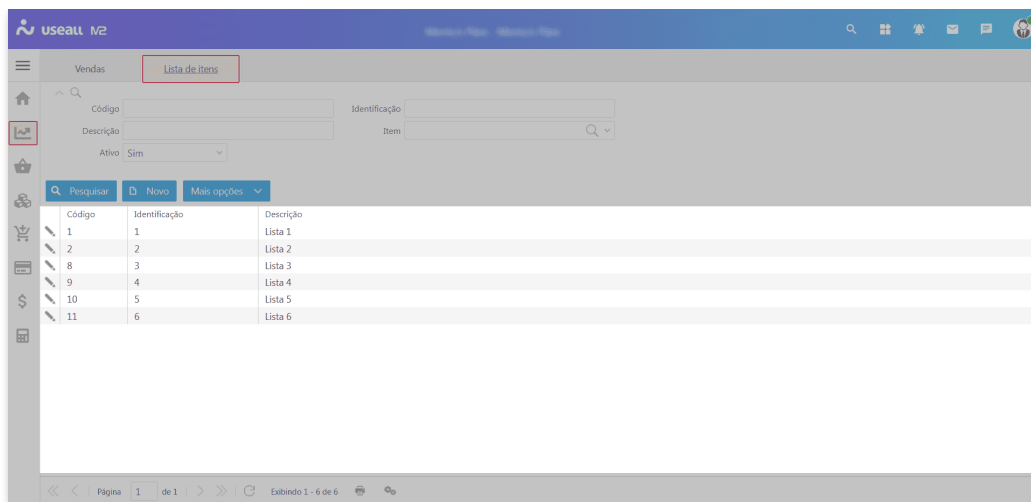 useall M2
Vendas Lista de itens
Código Identificação
Descrição Item
Ativo Sim
Pesquisar Novo Mais opções
Código Identificação Descrição
1 1 Lista 1
2 2 Lista 2
8 3 Lista 3
9 4 Lista 4
10 5 Lista 5
11 6 Lista 6
Página 1 de 1 Exibindo 1 - 6 de 6